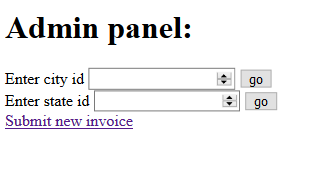 Admin panel:
Enter city id go
Enter state id go
Submit new invoice